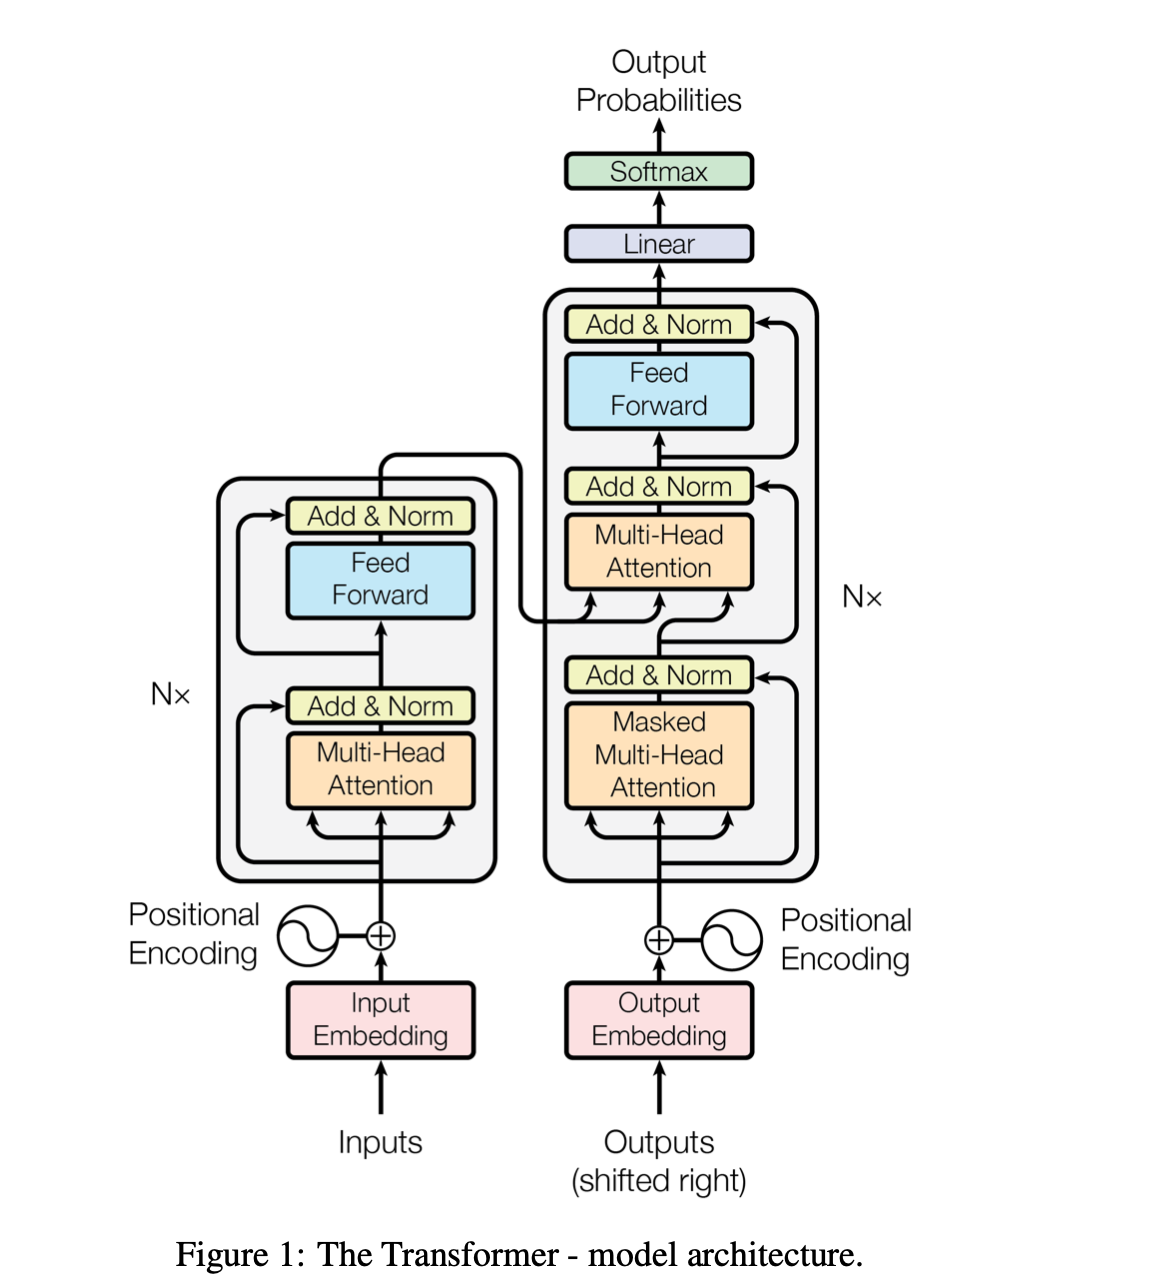 Output
Probabilities
Softmax
Linear
Add & Norm
Feed
Forward
Add & Norm
Multi-Head
Attention
Nx
Add & Norm
Masked
Multi-Head
Attention
Add & Norm
Feed
Forward
Nx
Add & Norm
Multi-Head
Attention
Positional
Encoding
Positional
Encoding
Input
Embedding
Output
Embedding
Inputs
Outputs
(shifted right)
Figure 1: The Transformer - model architecture.